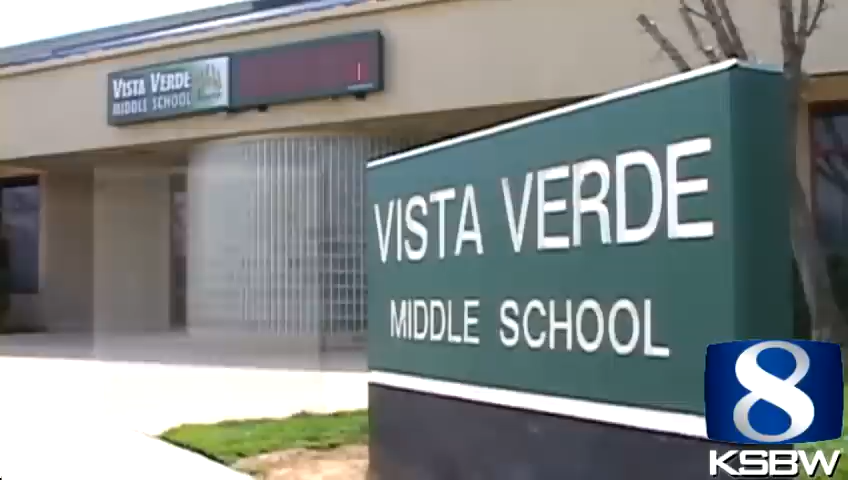 VISTA VERDE
MIDDLE SCHOOL
VISTA VERDE
MIDDLE SCHOOL
8
KSBW